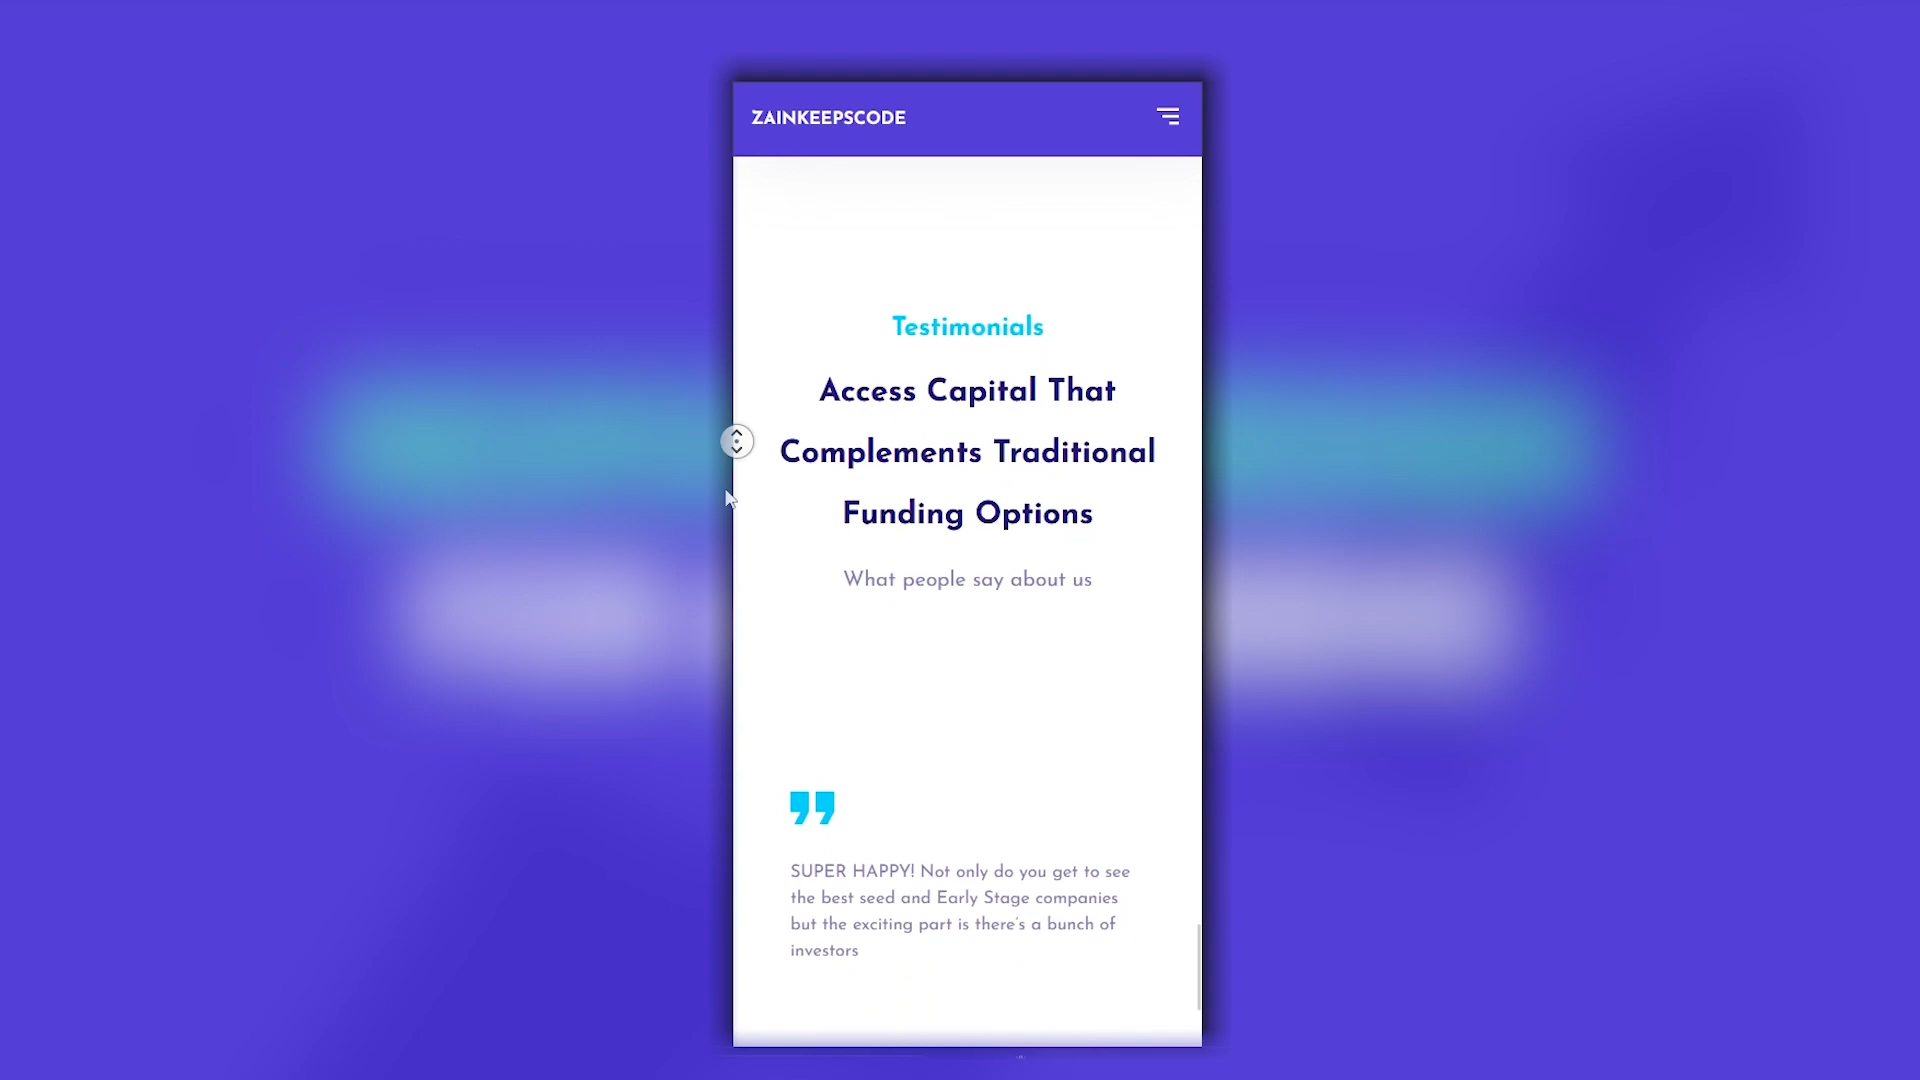 ZAINKEEPSCODE
Testimonials
Access Capital That
Complements Traditional
Funding Options
What people say about us
SUPER HAPPY! Not only do you get to see
the best seed and Early Stage companies
but the exciting part is there's a bunch of
investors